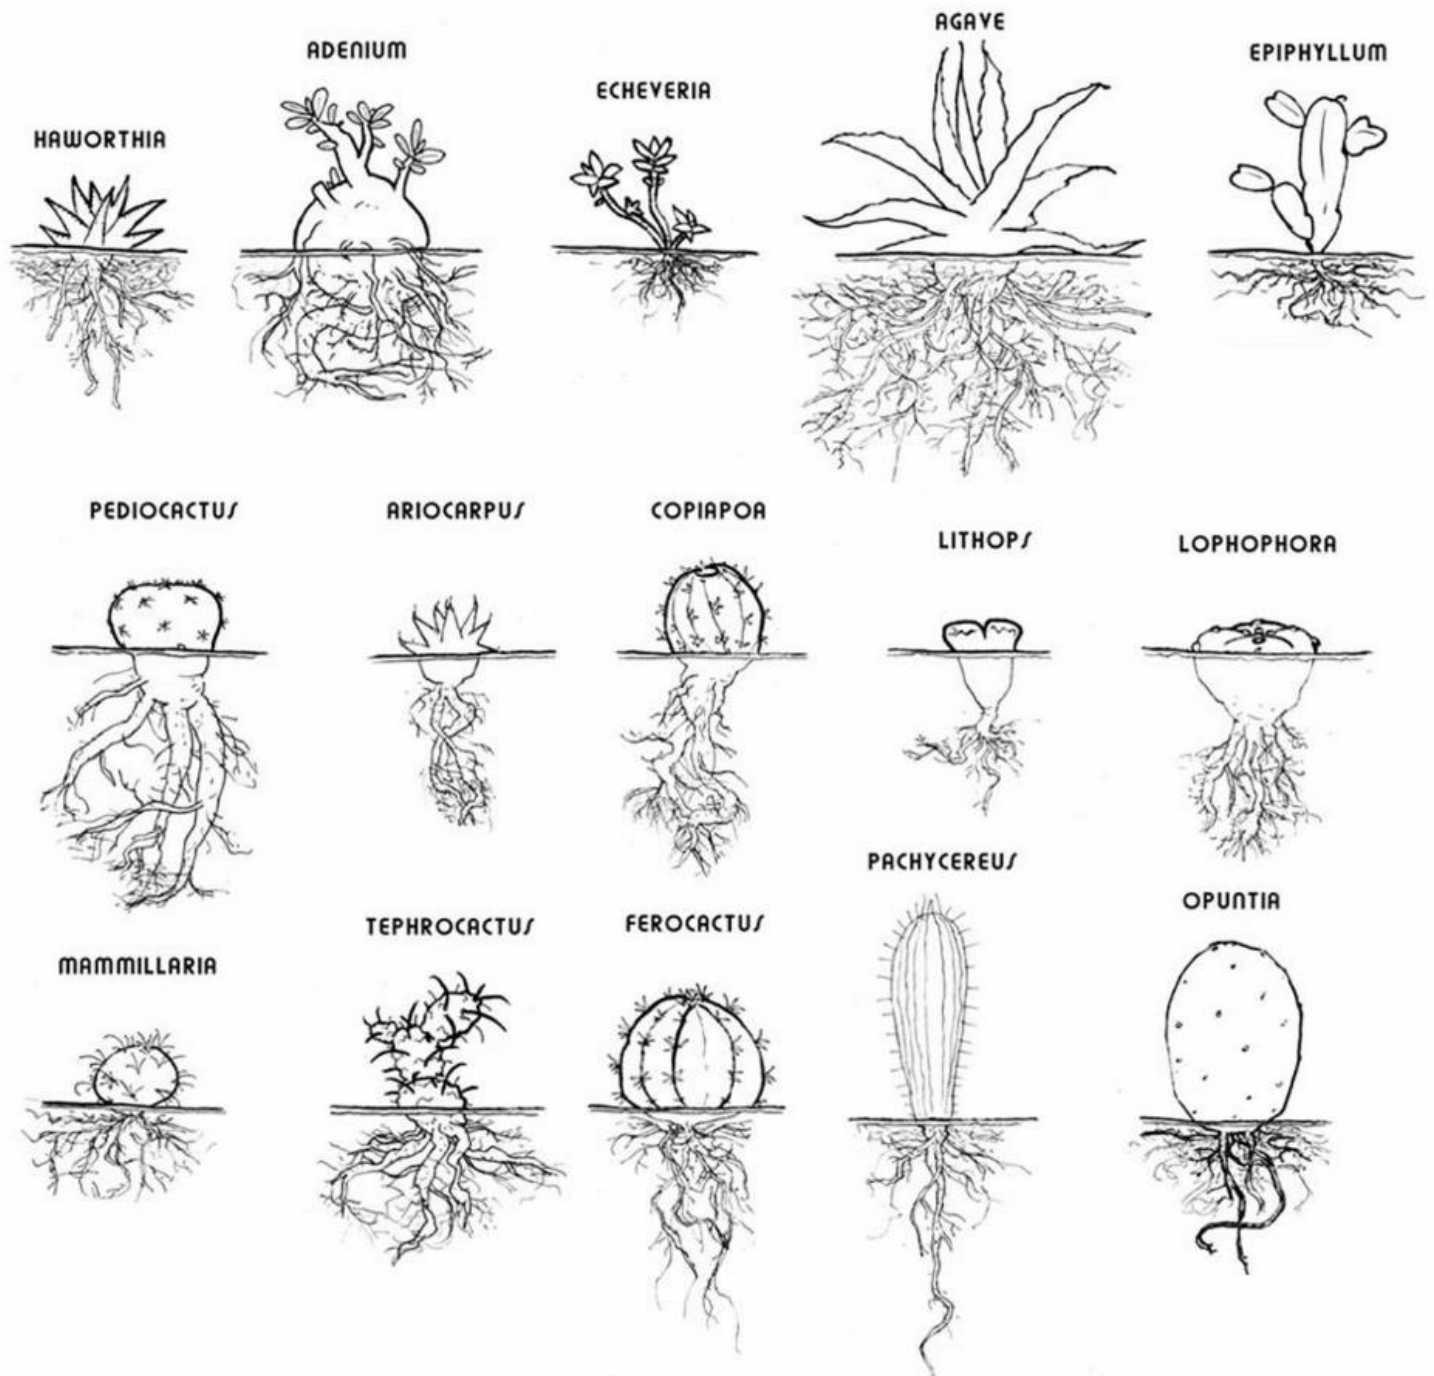 HAWORTHIA
ADENIUM
ECHEVERIA
AGAVE
EPIPHYLLUM
PEDIOCACTUS
ARIOCARPUS
COPIAPOA
LITHOPS
LOPHOPHORA
MAMMILLARIA
TEPHROCACTUS
FEROCACTUS
PACHYCEREUS
OPUNTIA